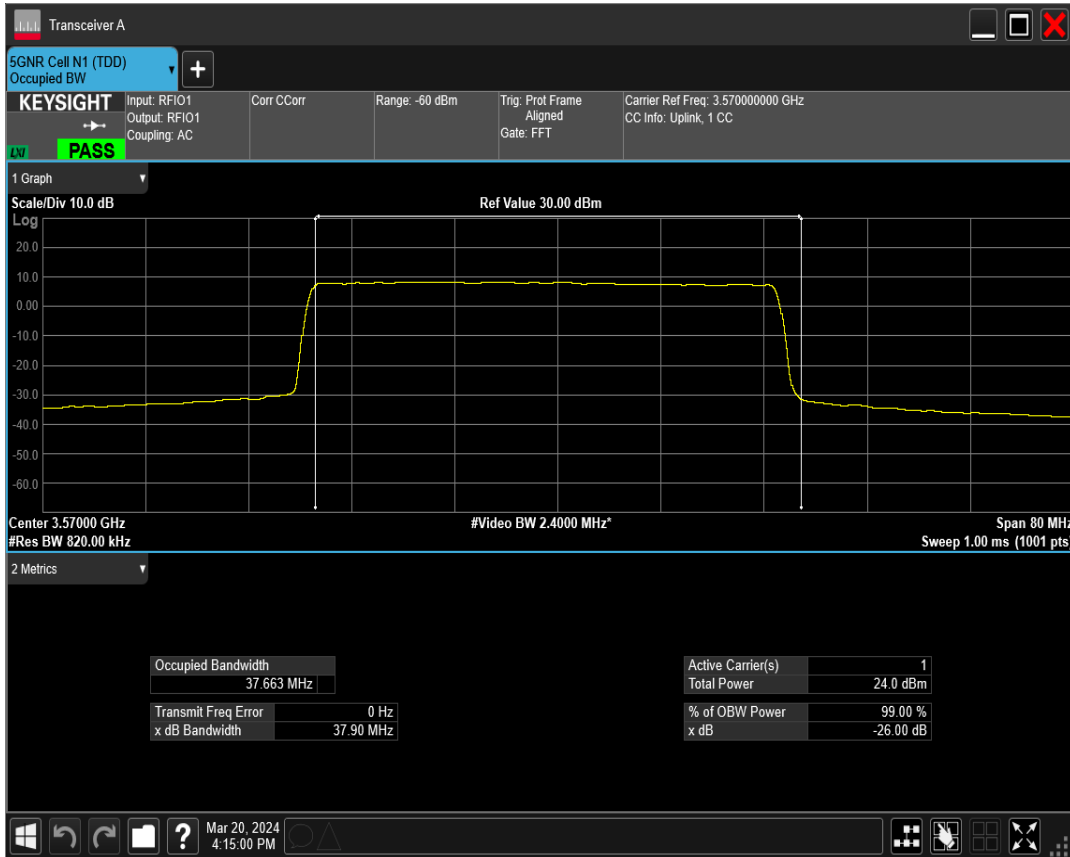 Transceiver A
5GNR Cell N1 (TDD)
Occupied BW
+
KEYSIGHT
LXI
PASS
Input: RFIO1
Output: RFIO1
Coupling: AC
Corr CCorr
Range: -60 dBm
Trig: Prot Frame
Aligned
Gate: FFT
Carrier Ref Freq: 3.570000000 GHz
CC Info: Uplink, 1 CC
1 Graph
Scale/Div 10.0 dB
Ref Value 30.00 dBm
Log
20.0
10.0
0.00
-10.0
-20.0
-30.0
-40.0
-50.0
-60.0
Center 3.57000 GHz
#Video BW 2.4000 MHz*
Span 80 MHz
#Res BW 820.00 kHz
Sweep 1.00 ms (1001 pts)
2 Metrics
Occupied Bandwidth
37.663 MHz
Transmit Freq Error 0 Hz
x dB Bandwidth 37.90 MHz
Active Carrier(s) 1
Total Power 24.0 dBm
% of OBW Power 99.00 %
x dB -26.00 dB
?
Mar 20, 2024
4:15:00 PM